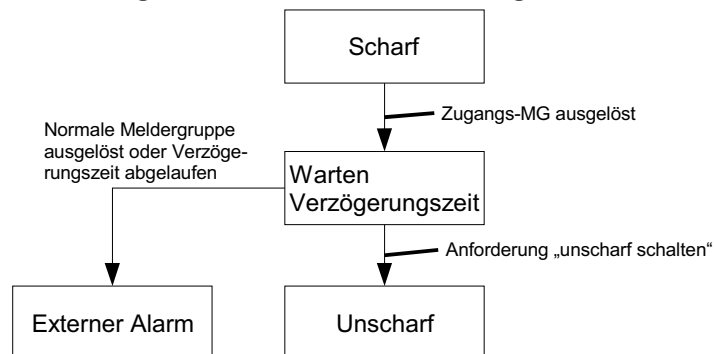 Scharf
Zugangs-MG ausgelöst
Normale Meldergruppe
ausgelöst oder Verzöge-
rungszeit abgelaufen
Warten
Verzögerungszeit
Anforderung „unscharf schalten“
Externer Alarm
Unscharf